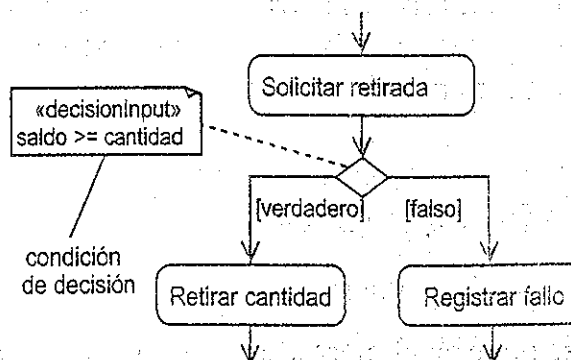 Solicitar retirada
«decisionInput»
saldo >= cantidad
[verdadero]
[falso]
condición
de decisión
Retirar cantidad
Registrar fallo